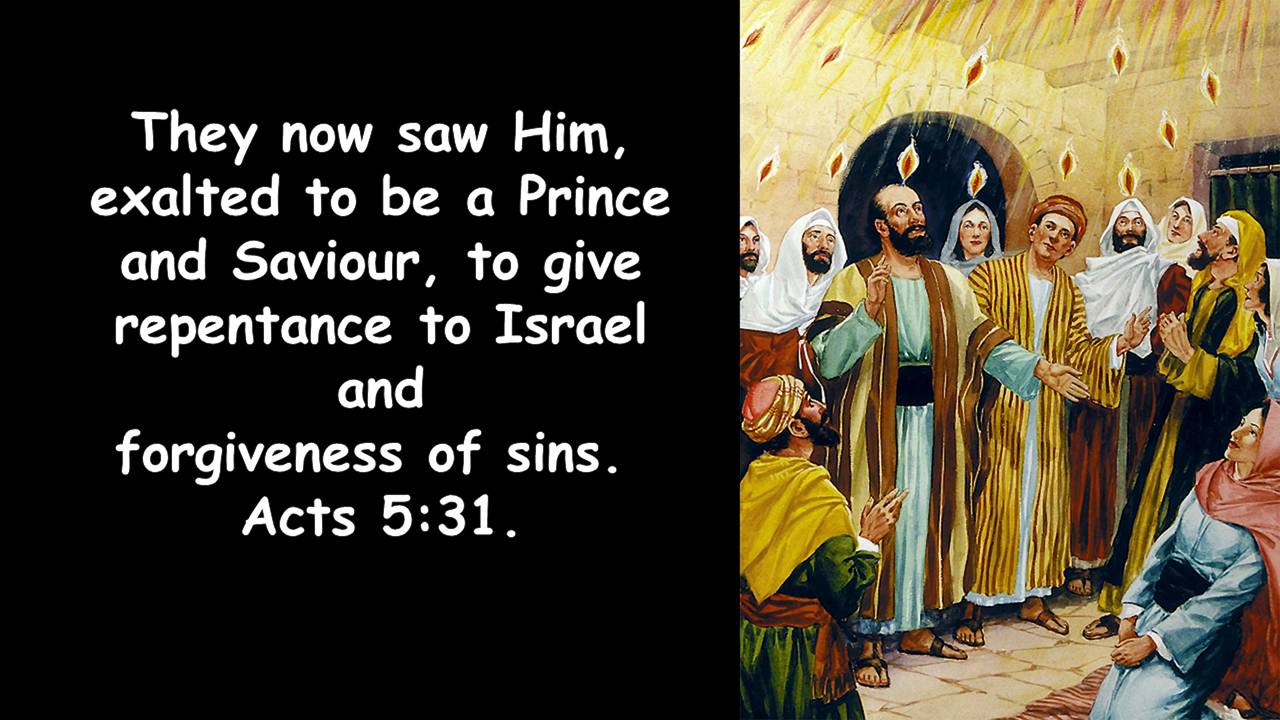 They now saw Him,
exalted to be a Prince
and Saviour, to give
repentance to Israel
and
forgiveness of sins.
Acts 5:31.